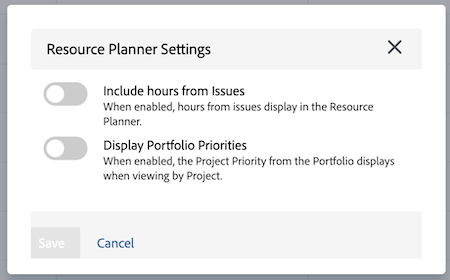 Resource Planner Settings
Include hours from Issues
When enabled, hours from issues display in the Resource
Planner.
Display Portfolio Priorities
When enabled, the Project Priority from the Portfolio displays
when viewing by Project.
Save
Cancel